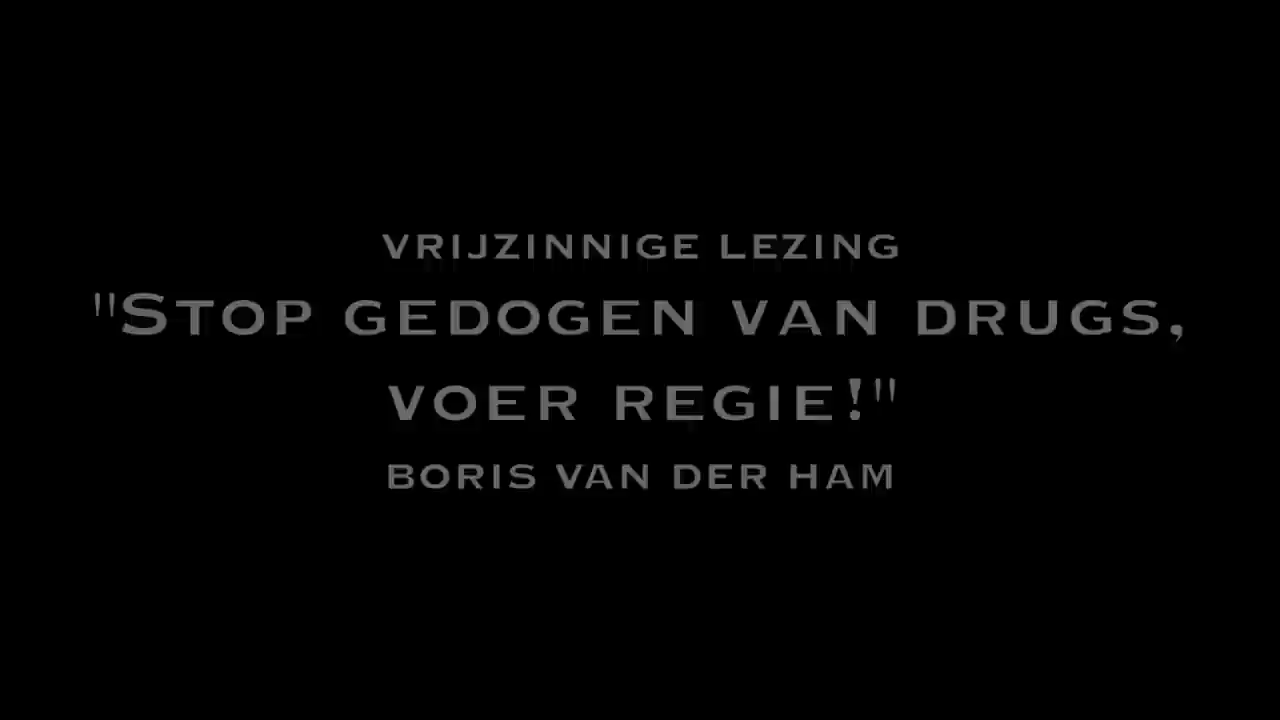 VRIJZINNIGE LEZING
"STOP GEDOGEN VAN DRUGS,
VOER REGIE!"
BORIS VAN DER HAM